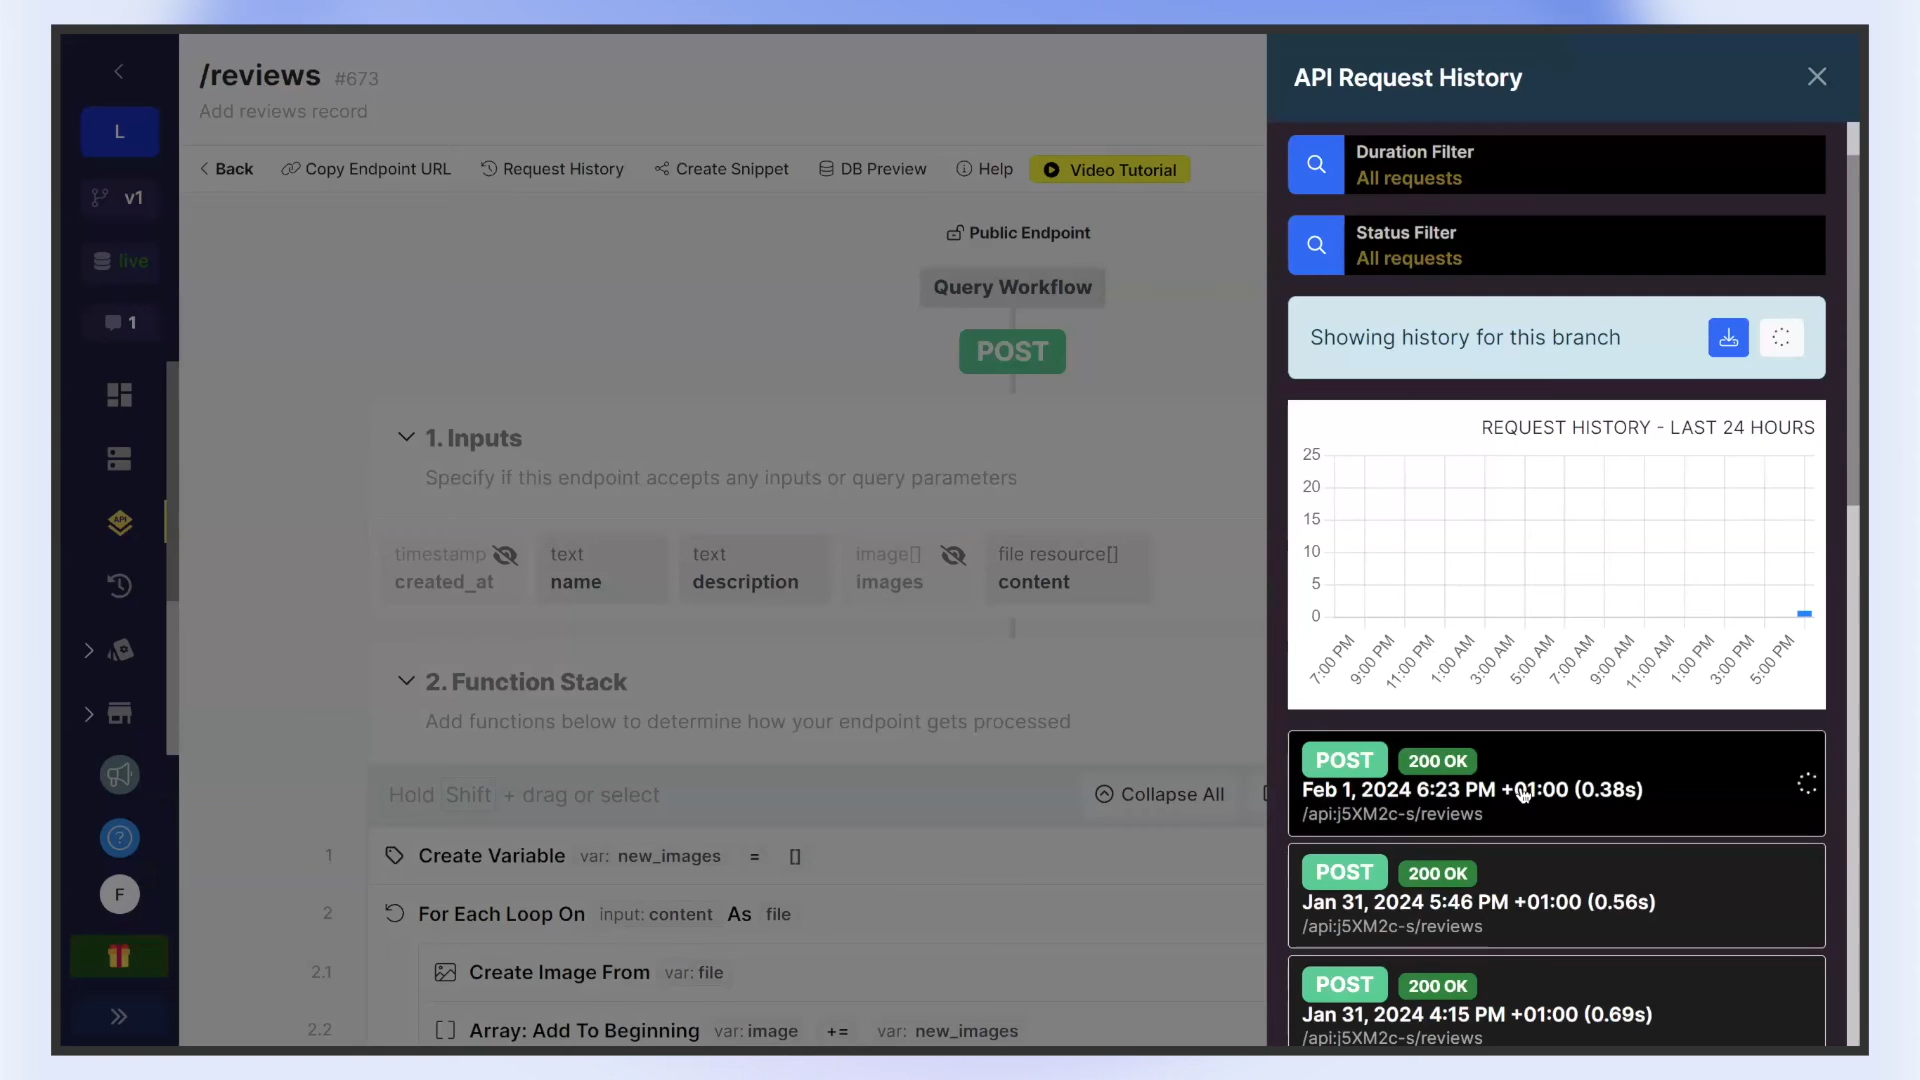 L
v1
live
1
API
F
/reviews #673
Add reviews record
Back Copy Endpoint URL Request History Create Snippet DB Preview Help Video Tutorial
Public Endpoint
Query Workflow
POST
1. Inputs
Specify if this endpoint accepts any inputs or query parameters
timestamp
created_at
text
name
text
description
image[]
images
file resource[]
content
2. Function Stack
Add functions below to determine how your endpoint gets processed
Hold Shift + drag or select
Collapse All
1 Create Variable var: new_images = []
2 For Each Loop On input: content As file
2.1 Create Image From var: file
2.2 Array: Add To Beginning var: image += var: new_images
API Request History
Duration Filter
All requests
Status Filter
All requests
Showing history for this branch
REQUEST HISTORY - LAST 24 HOURS
25
20
15
10
5
0
7:00 PM 9:00 PM 11:00 PM 1:00 AM 3:00 AM 5:00 AM 7:00 AM 9:00 AM 11:00 AM 1:00 PM 3:00 PM 5:00 PM
POST 200 OK
Feb 1, 2024 6:23 PM +01:00 (0.38s)
/api:j5XM2c-s/reviews
POST 200 OK
Jan 31, 2024 5:46 PM +01:00 (0.56s)
/api:j5XM2c-s/reviews
POST 200 OK
Jan 31, 2024 4:15 PM +01:00 (0.69s)
/api:j5XM2c-s/reviews